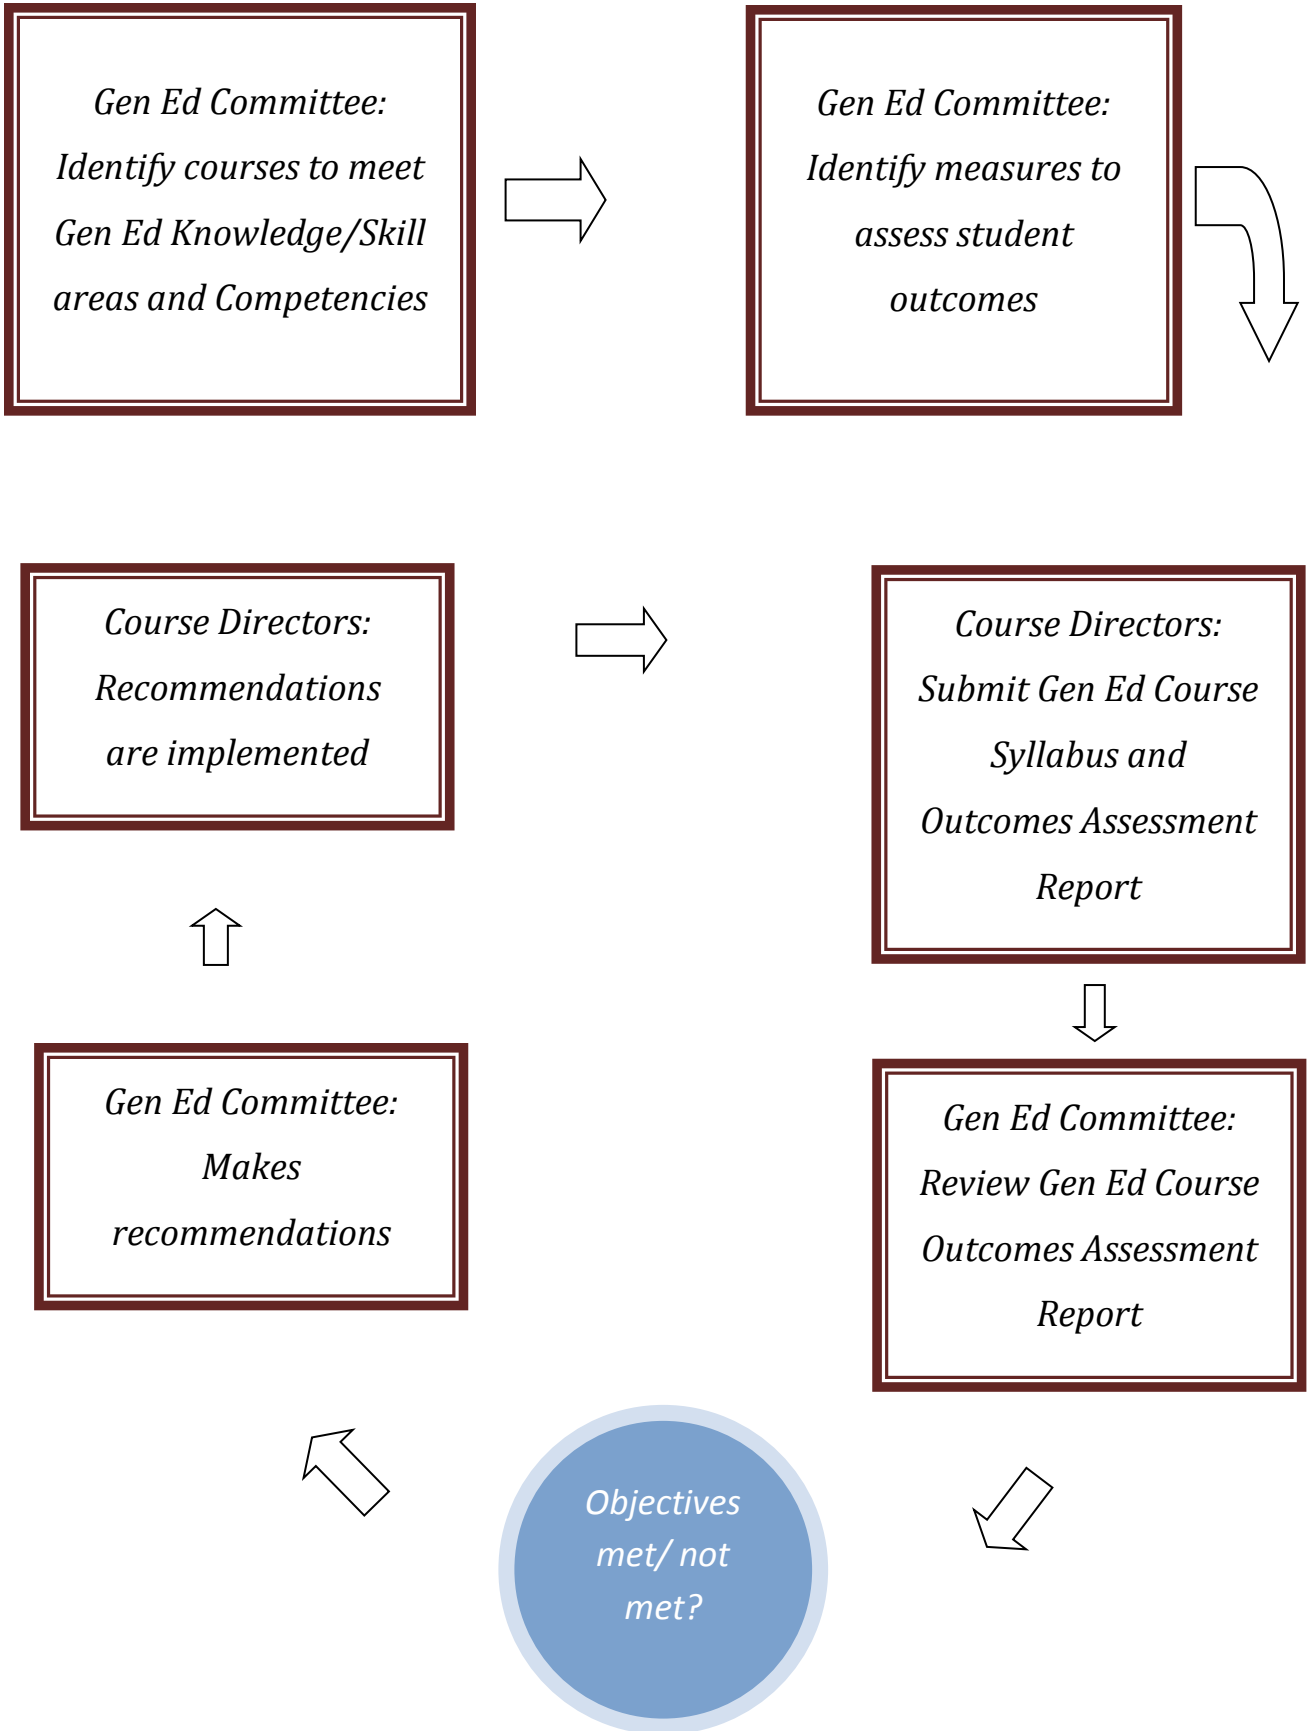 Gen Ed Committee:
Identify courses to meet
Gen Ed Knowledge/Skill
areas and Competencies
Gen Ed Committee:
Identify measures to
assess student
outcomes
Course Directors:
Recommendations
are implemented
Course Directors:
Submit Gen Ed Course
Syllabus and
Outcomes Assessment
Report
Gen Ed Committee:
Makes
recommendations
Gen Ed Committee:
Review Gen Ed Course
Outcomes Assessment
Report
Objectives
met/ not
met?